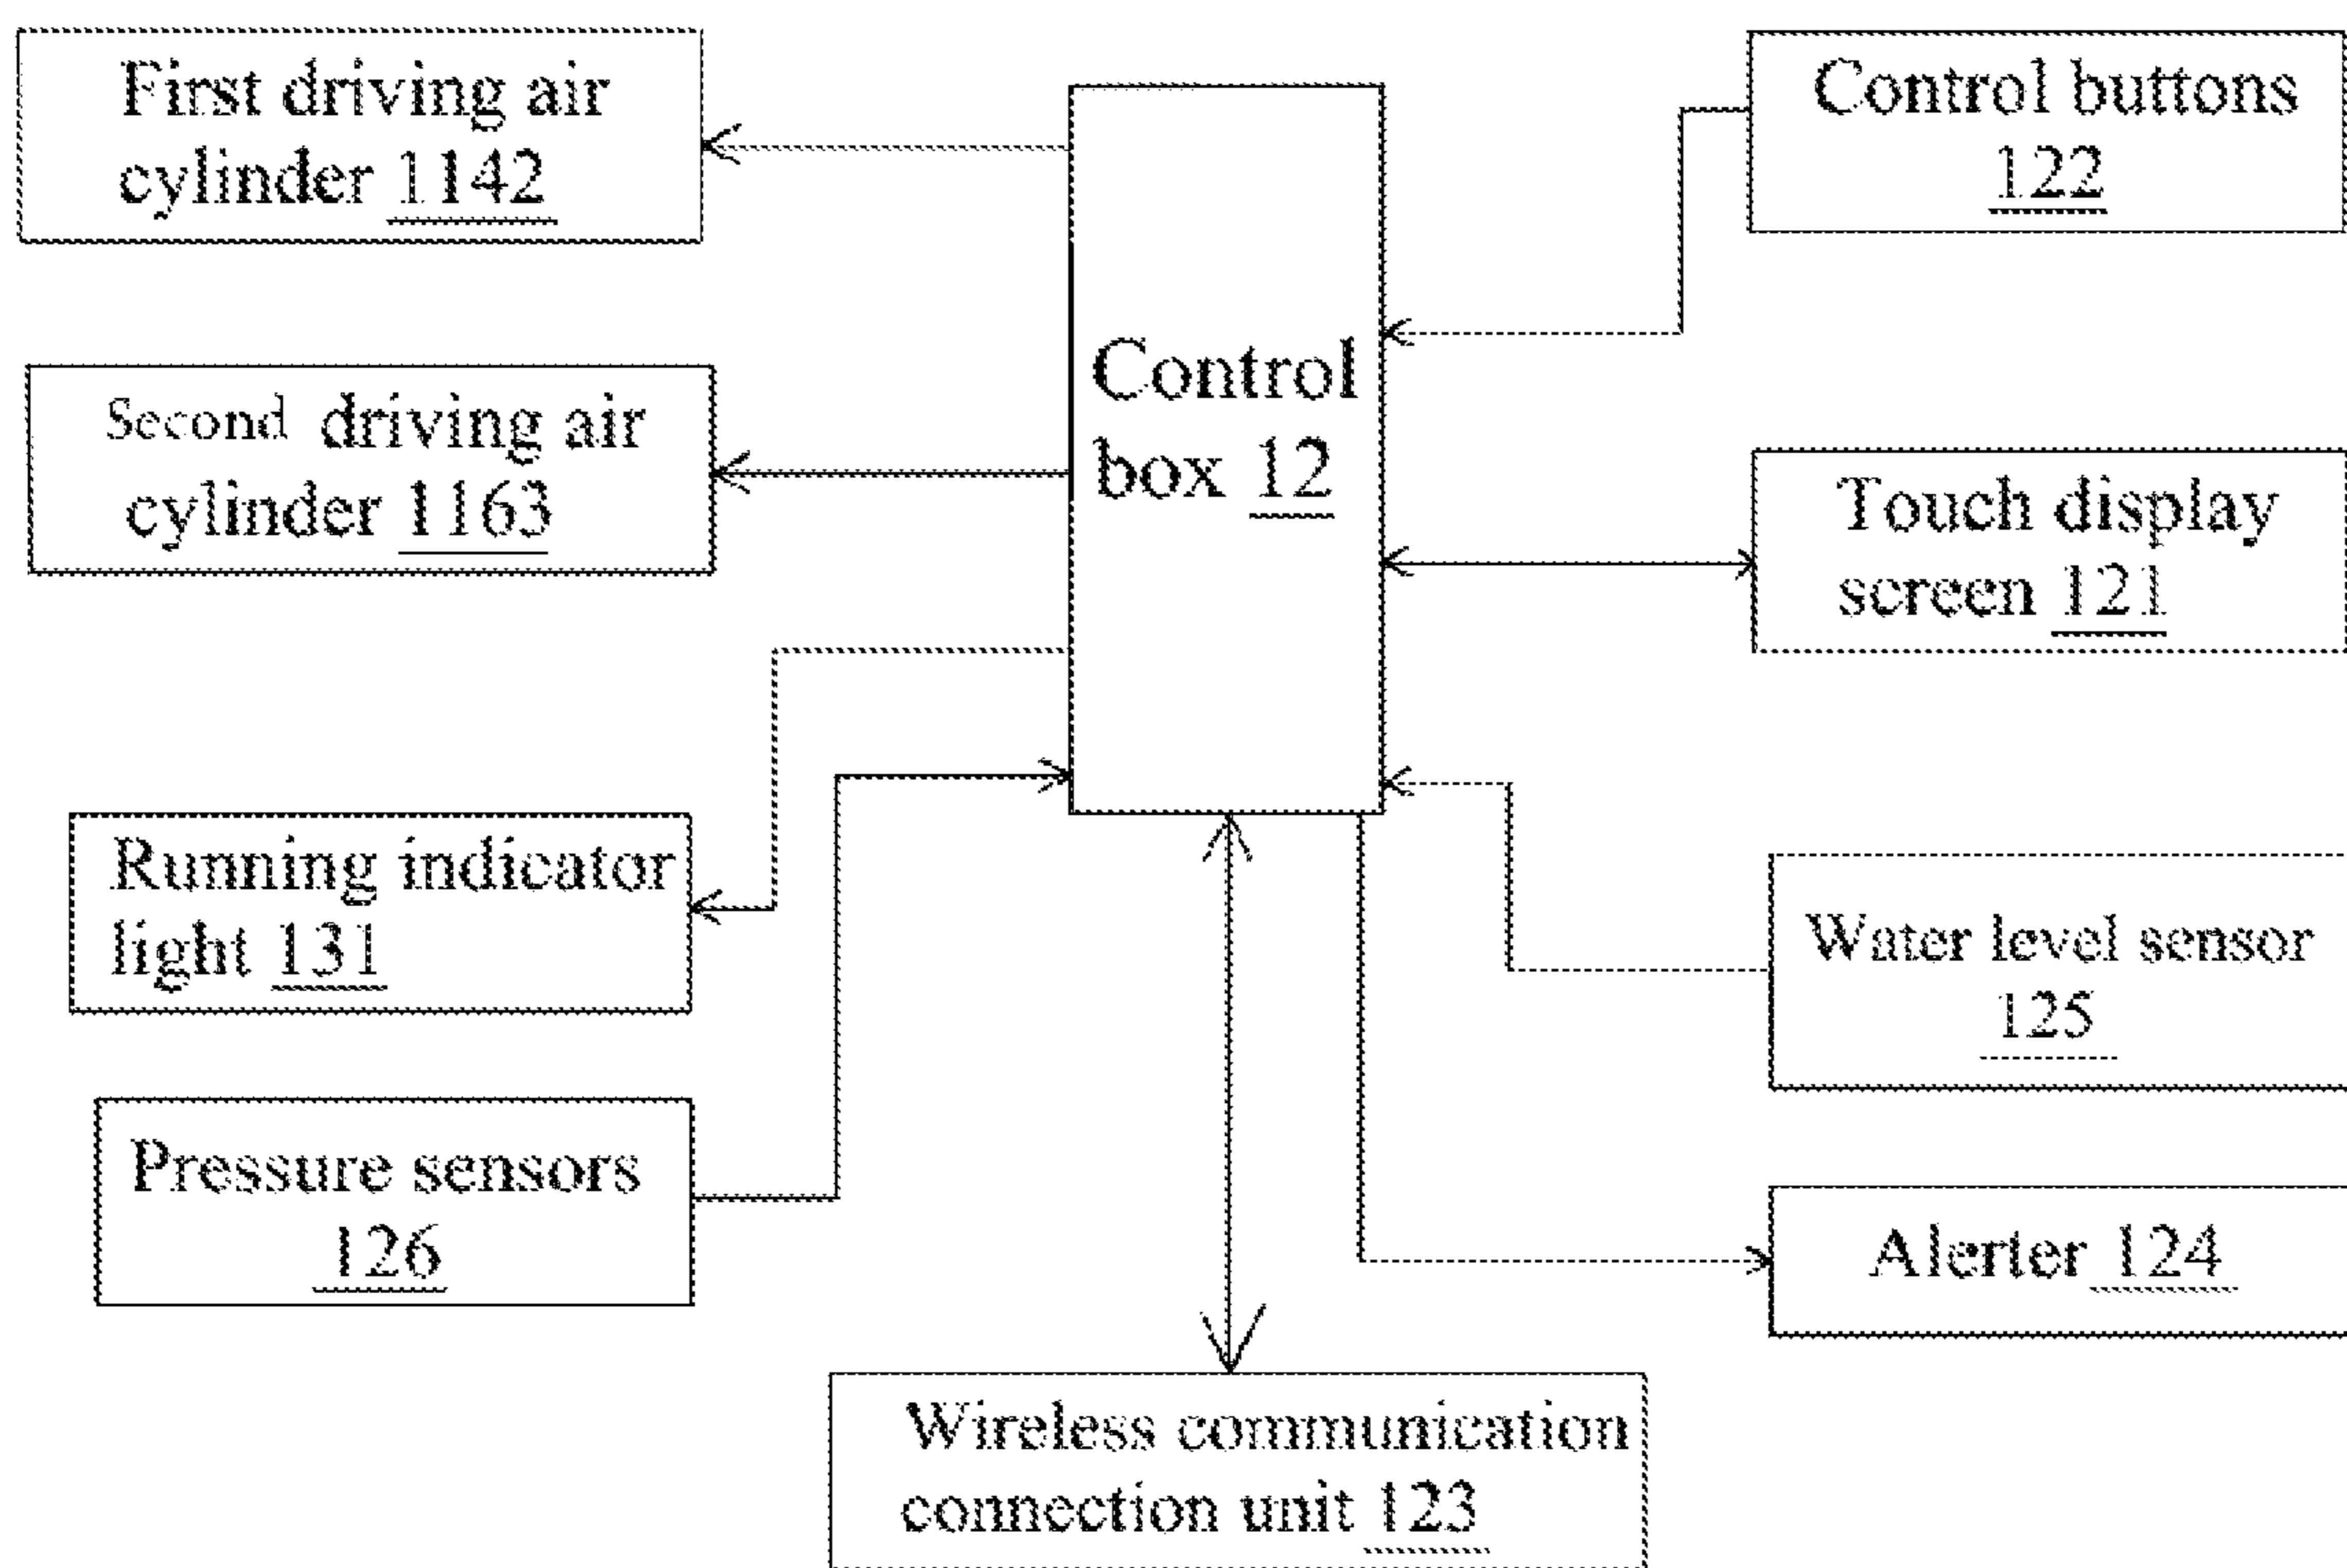 First driving air
cylinder 1142
Control buttons
122
Control
box 12
Second driving air
cylinder 1163
Touch display
screen 121
Running indicator
light 131
Water level sensor
125
Pressure sensors
126
Alerter 124
Wireless communication
connection unit 123